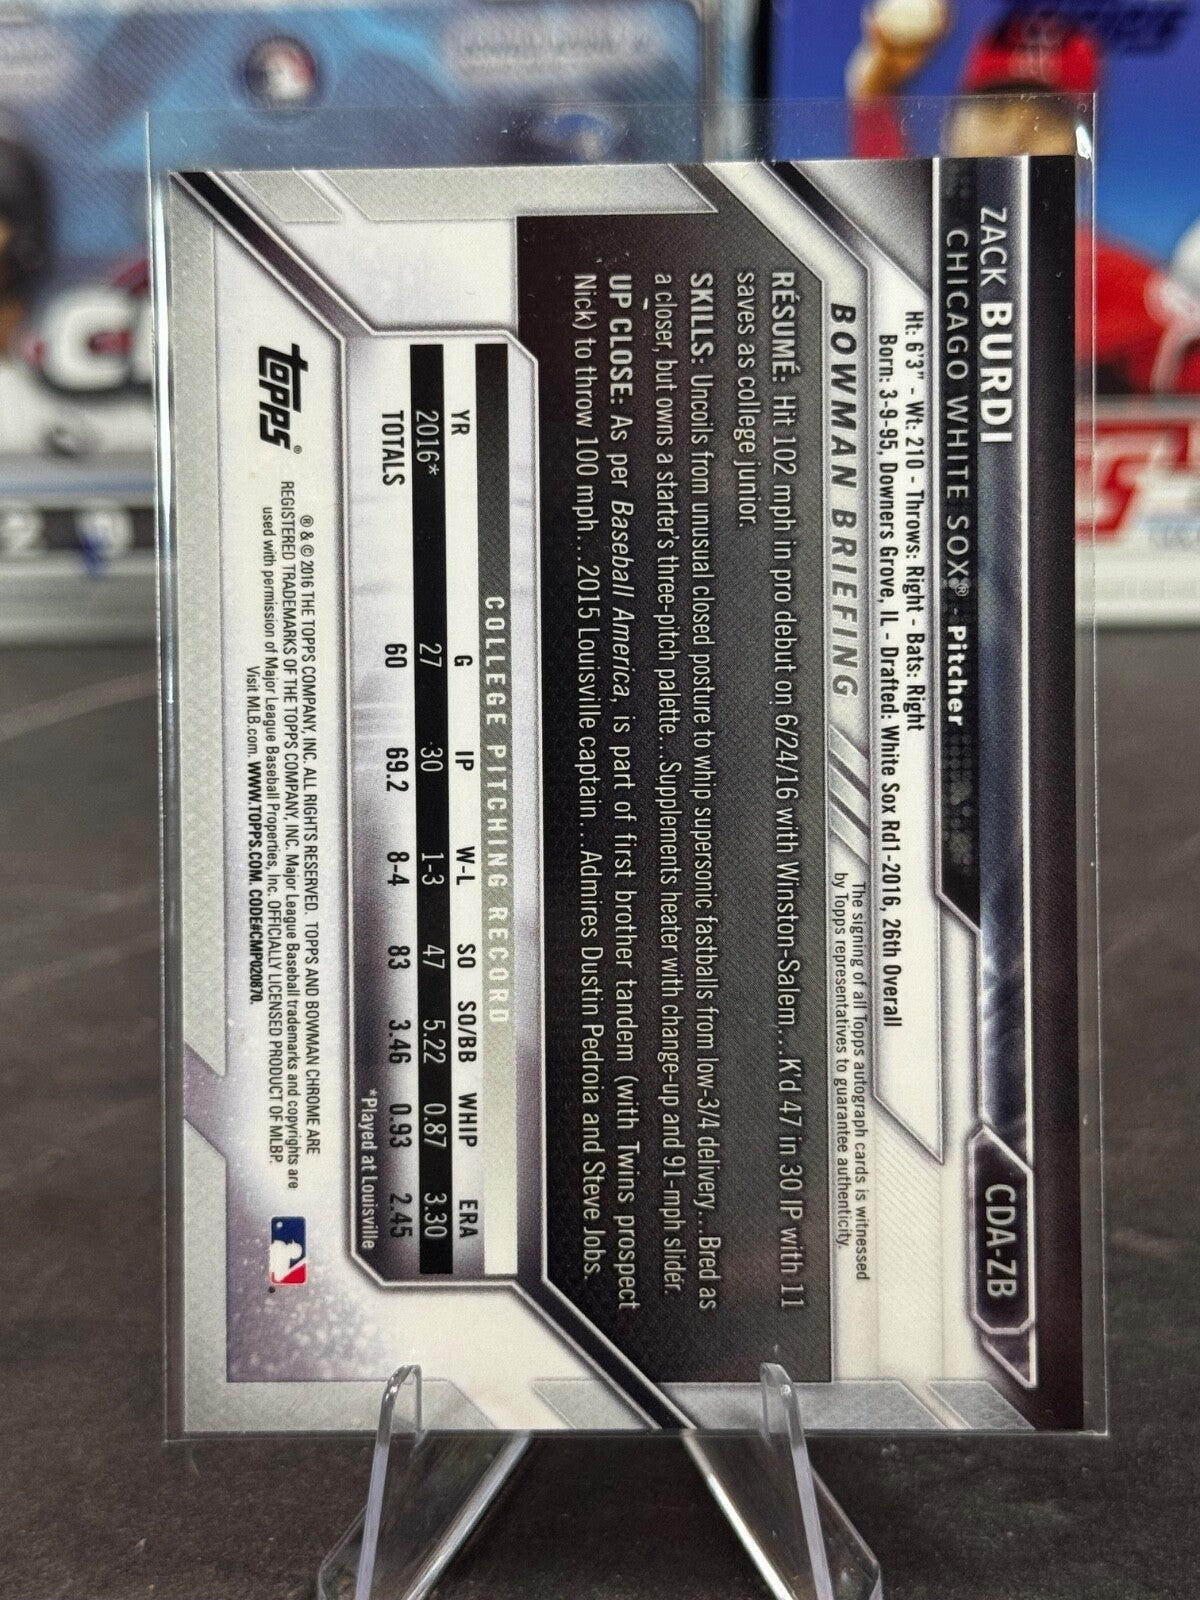 ZACK BURDI
CDA-ZB
CHICAGO WHITE SOX® - Pitcher
Ht: 6'3" - Wt: 210 - Throws: Right - Bats: Right
Born: 3-9-95, Downers Grove, IL - Drafted: White Sox Rd1-2016, 26th Overall
The signing of all Topps autograph cards is witnessed
by Topps representatives to guarantee authenticity.
BOWMAN BRIEFING
RÉSUMÉ: Hit 102 mph in pro debut on 6/24/16 with Winston-Salem...K'd 47 in 30 IP with 11
saves as college junior.
SKILLS: Uncoils from unusual closed posture to whip supersonic fastballs from low-3/4 delivery...Bred as
a closer, but owns a starter's three-pitch palette...Supplements heater with change-up and 91-mph slider.
UP CLOSE: As per Baseball America, is part of first brother tandem (with Twins prospect
Nick) to throw 100 mph...2015 Louisville captain...Admires Dustin Pedroia and Steve Jobs.
COLLEGE PITCHING RECORD
YR G IP W-L SO SO/BB WHIP ERA
2016* 27 30 1-3 47 5.22 0.87 3.30
TOTALS 60 69.2 8-4 83 3.46 0.93 2.45
*Played at Louisville
topps®
® & © 2016 THE TOPPS COMPANY, INC. ALL RIGHTS RESERVED. TOPPS AND BOWMAN CHROME ARE
REGISTERED TRADEMARKS OF THE TOPPS COMPANY, INC. Major League Baseball trademarks and copyrights are
used with permission of Major League Baseball Properties, Inc. OFFICIALLY LICENSED PRODUCT OF MLBP.
Visit MLB.com. WWW.TOPPS.COM. CODE#CMP020870.